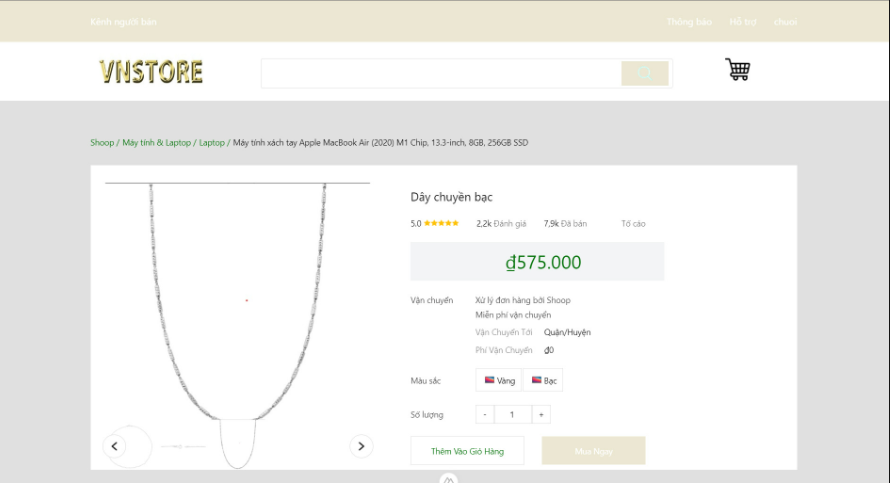 Kênh người bán
Thông báo Hỗ trợ chuoi
VNSTORE
Shoop / Máy tính & Laptop / Laptop / Máy tính xách tay Apple MacBook Air (2020) M1 Chip, 13.3-inch, 8GB, 256GB SSD
Dây chuyền bạc
5.0 2,2k Đánh giá 7,9k Đã bán Tố cáo
₫575.000
Vận chuyển Xử lý đơn hàng bởi Shoop
Miễn phí vận chuyển
Vận Chuyển Tới Quận/Huyện
Phí Vận Chuyển ₫0
Màu sắc Vàng Bạc
Số lượng - 1 +
Thêm Vào Giỏ Hàng Mua Ngay